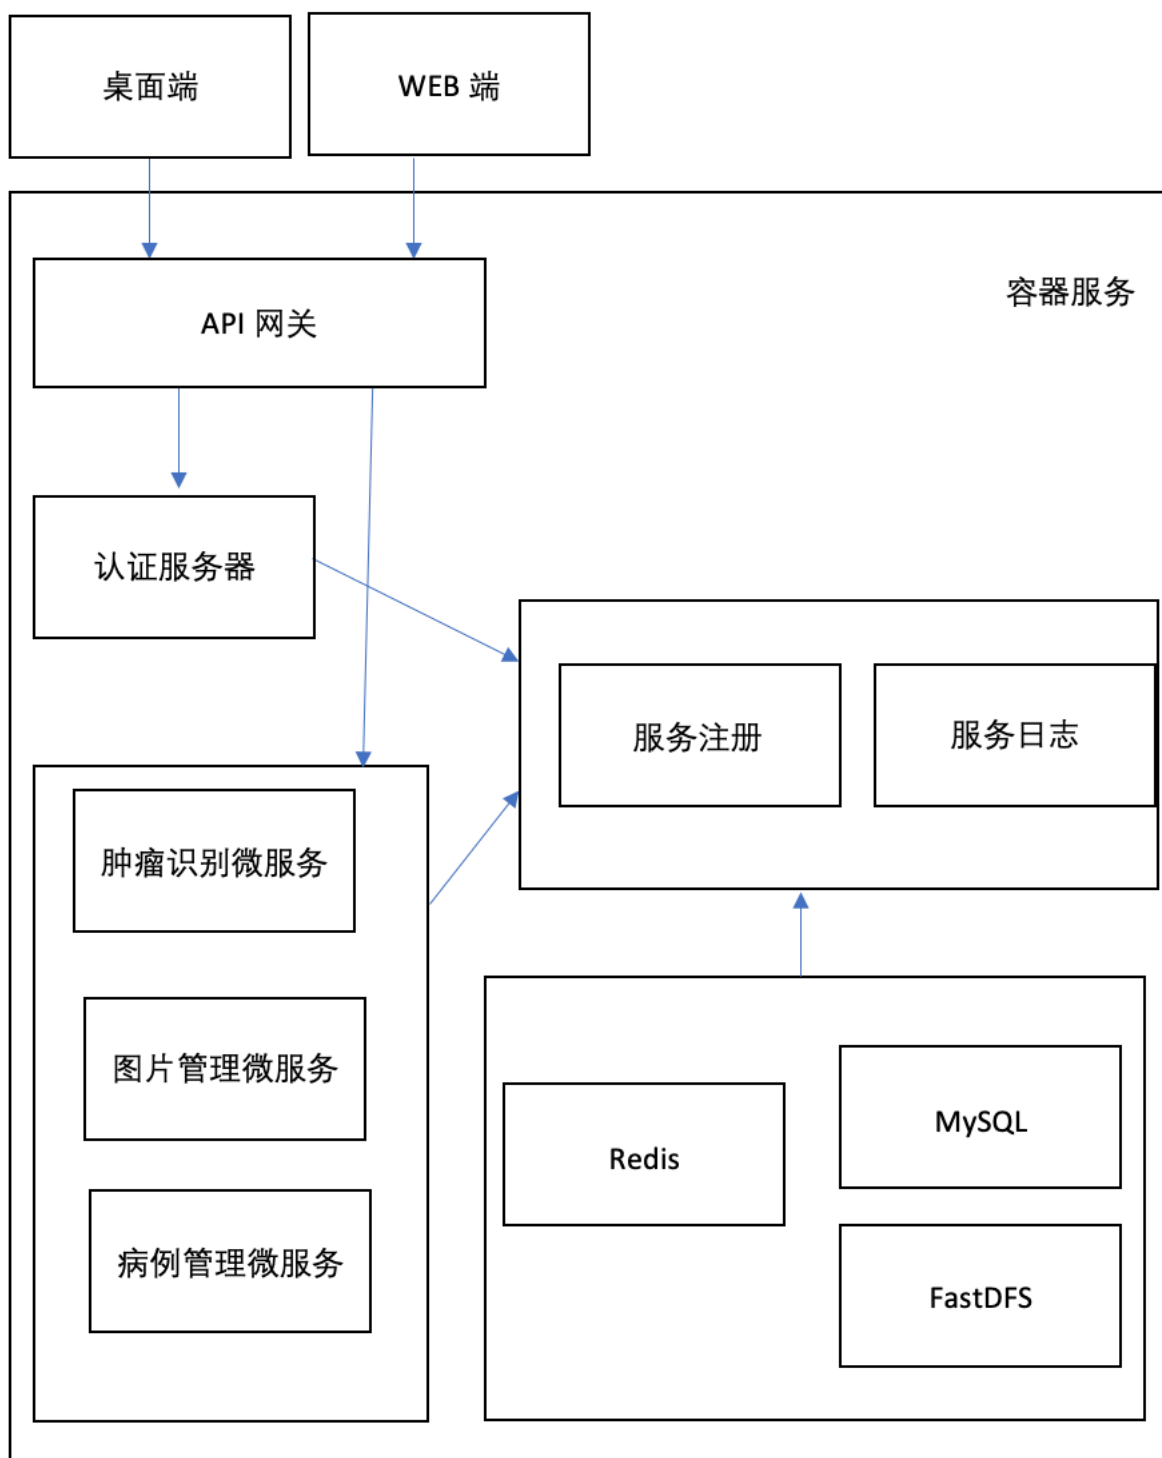 桌面端
WEB 端
容器服务
API 网关
认证服务器
服务注册
服务日志
肿瘤识别微服务
图片管理微服务
病例管理微服务
Redis
MySQL
FastDFS